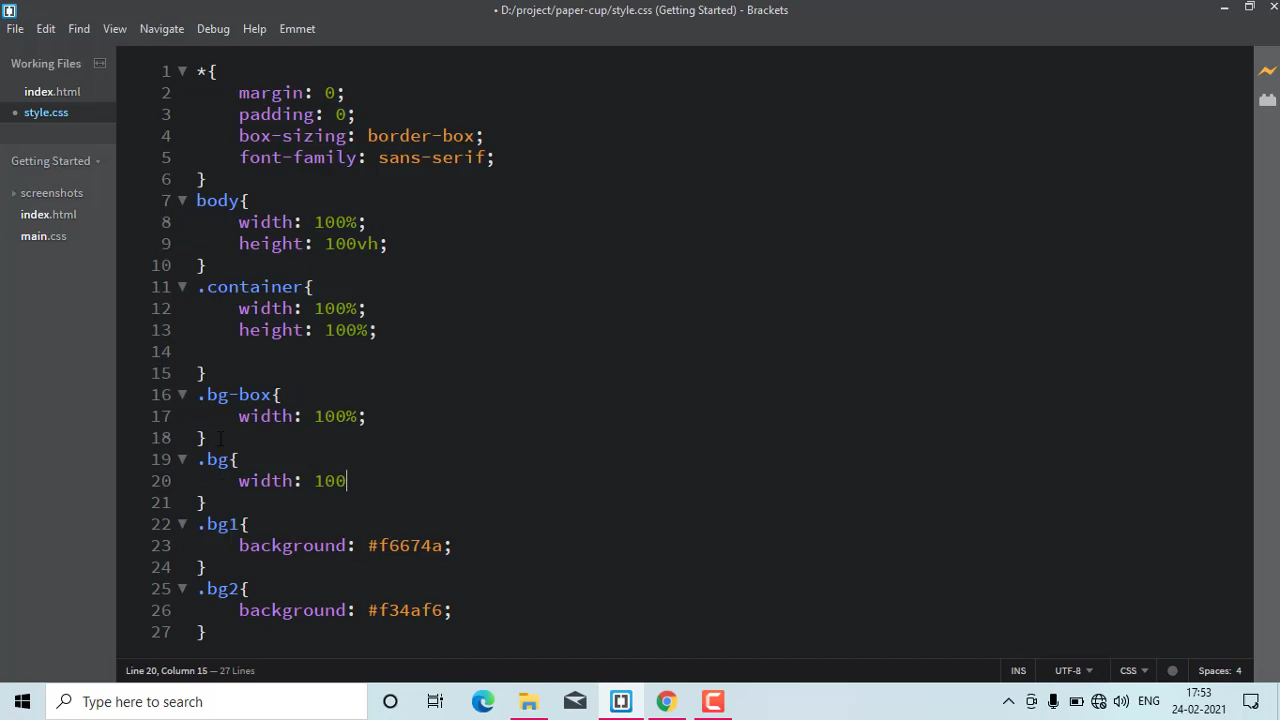 • D:/project/paper-cup/style.css (Getting Started) - Brackets
File Edit Find View Navigate Debug Help Emmet
Working Files
index.html
• style.css
Getting Started
screenshots
index.html
main.css
1 *{
2 margin: 0;
3 padding: 0;
4 box-sizing: border-box;
5 font-family: sans-serif;
6 }
7 body{
8 width: 100%;
9 height: 100vh;
10 }
11 .container{
12 width: 100%;
13 height: 100%;
14
15 }
16 .bg-box{
17 width: 100%;
18 }
19 .bg{
20 width: 100
21 }
22 .bg1{
23 background: #f6674a;
24 }
25 .bg2{
26 background: #f34af6;
27 }
Line 20, Column 15 — 27 Lines
INS UTF-8 CSS Spaces: 4
Type here to search
ENG
17:53
24-02-2021